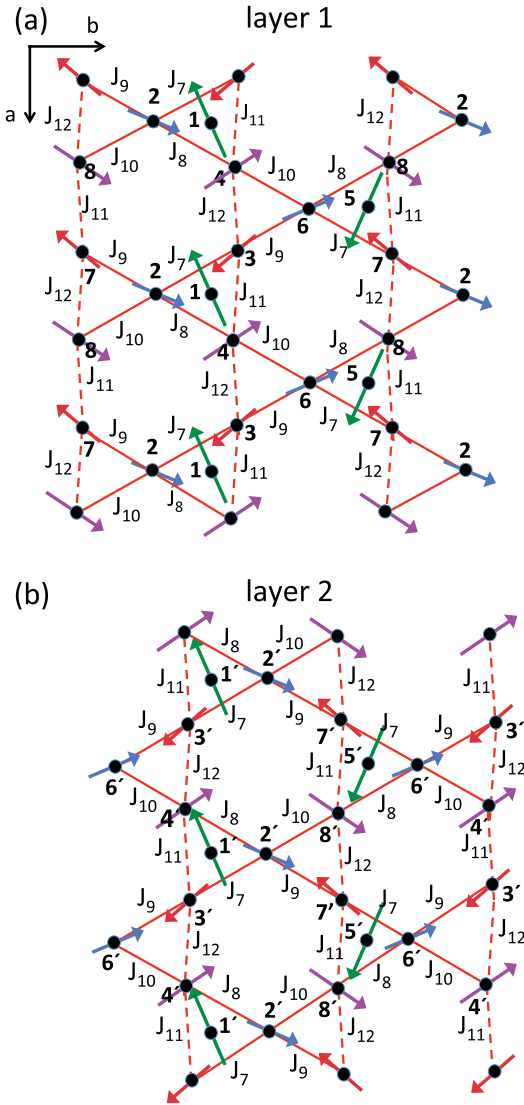 (a) layer 1
b
a
J9 J7
J12 2 1 J11 J12 2
J8 J8
8 J10 4 J10 8
J11 J12 6 5 J11
J9 J7 3 J9 J7 7
7
J12 2 1 J11 J12 2
J8 J8
8 J10 4 J10 8
J11 J12 6 5 J11
J9 J7 3 J9 J7 7
7
J12 2 1 J11 J12 2
J10 J8
(b) layer 2
J8 J10
J11 1´ 2´ J12 J11
J9 J7 J9 7´ J7 J9
3´ 5´ 3´
6´ J12 J11 6´ J12
J10 4 J8 J10 J8 J10 4´
8´
J11 1´ 2´ J12 J11
J9 J7 J9 7' J7 J9 3´
3´ 5´
6´ J12 J11 6´ J12
J10 4´ J8 J10 J8 J10 4´
8´
J11 1´ 2´ J12 J11
J7 J9